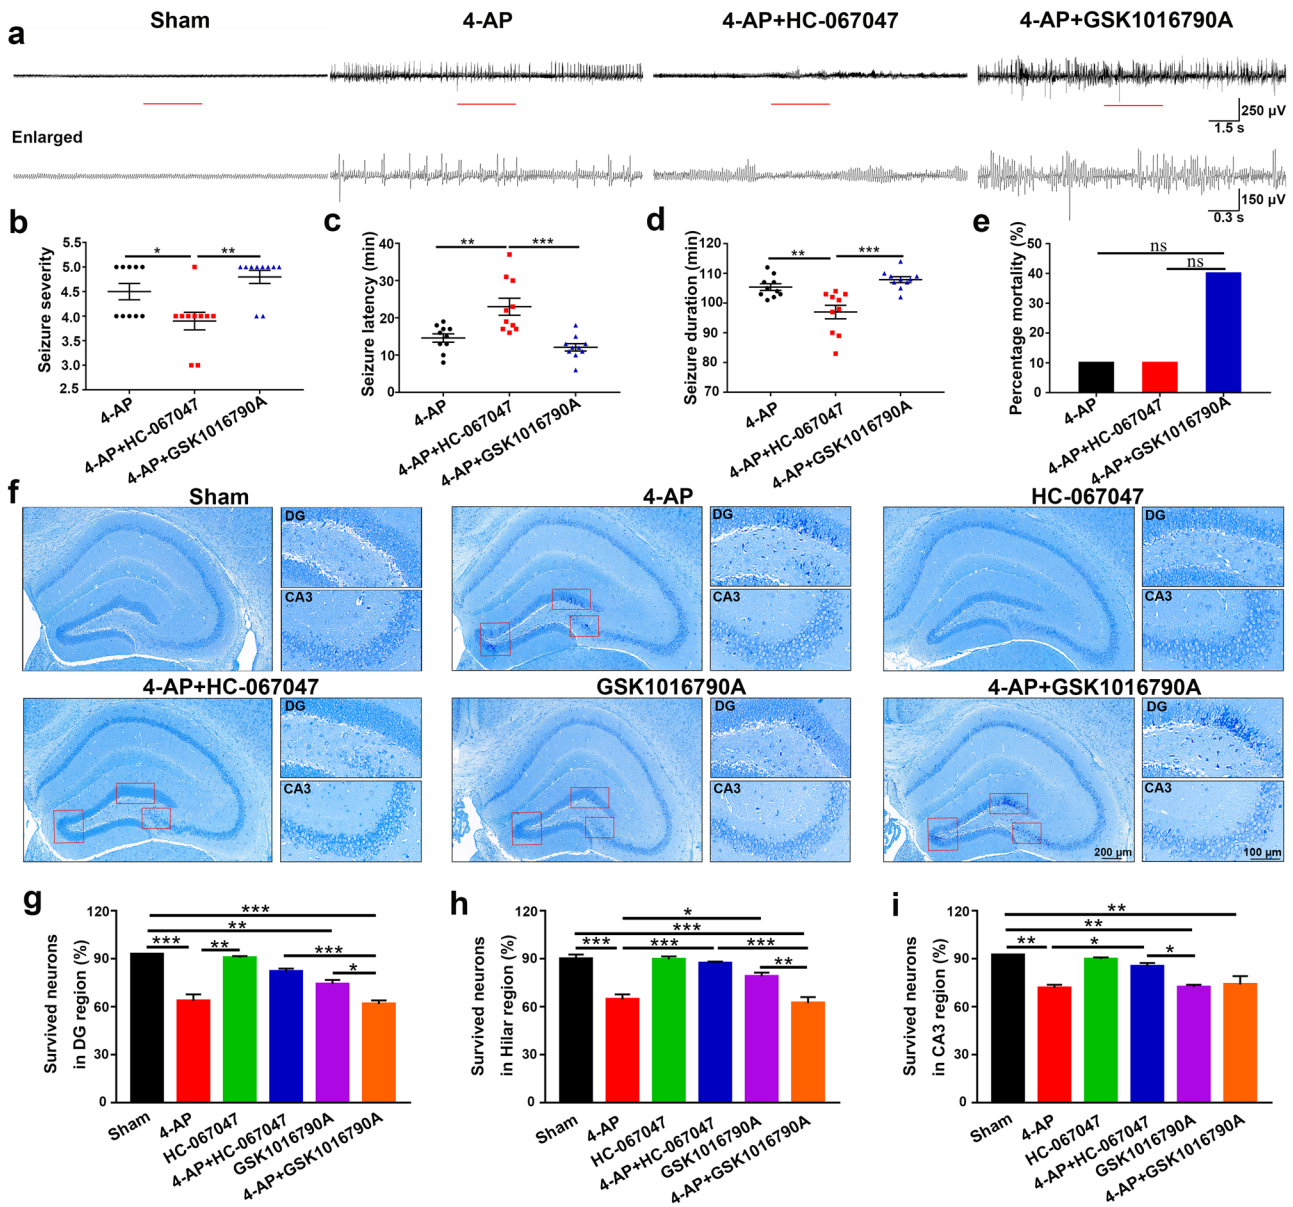 a
Sham
4-AP
4-AP+HC-067047
4-AP+GSK1016790A
250 µV
1.5 s
Enlarged
150 µV
0.3 s
b
Seizure severity
5.5
5.0
4.5
4.0
3.5
3.0
2.5
*
**
4-AP
4-AP+HC-067047
4-AP+GSK1016790A
c
Seizure latency (min)
40
30
20
10
0
**
***
4-AP
4-AP+HC-067047
4-AP+GSK1016790A
d
Seizure duration (min)
120
110
100
90
80
70
**
***
4-AP
4-AP+HC-067047
4-AP+GSK1016790A
e
Percentage mortality (%)
50
40
30
20
10
0
ns
ns
4-AP
4-AP+HC-067047
4-AP+GSK1016790A
f
Sham
DG
CA3
4-AP
DG
CA3
HC-067047
DG
CA3
4-AP+HC-067047
DG
CA3
GSK1016790A
DG
CA3
4-AP+GSK1016790A
DG
CA3
200 µm
100 µm
g
Survived neurons
in DG region (%)
120
90
60
30
0
***
**
***
**
***
*
Sham
4-AP
HC-067047
4-AP+HC-067047
GSK1016790A
4-AP+GSK1016790A
h
Survived neurons
in Hilar region (%)
120
90
60
30
0
*
***
***
***
***
**
Sham
4-AP
HC-067047
4-AP+HC-067047
GSK1016790A
4-AP+GSK1016790A
i
Survived neurons
in CA3 region (%)
120
90
60
30
0
**
**
**
*
*
Sham
4-AP
HC-067047
4-AP+HC-067047
GSK1016790A
4-AP+GSK1016790A